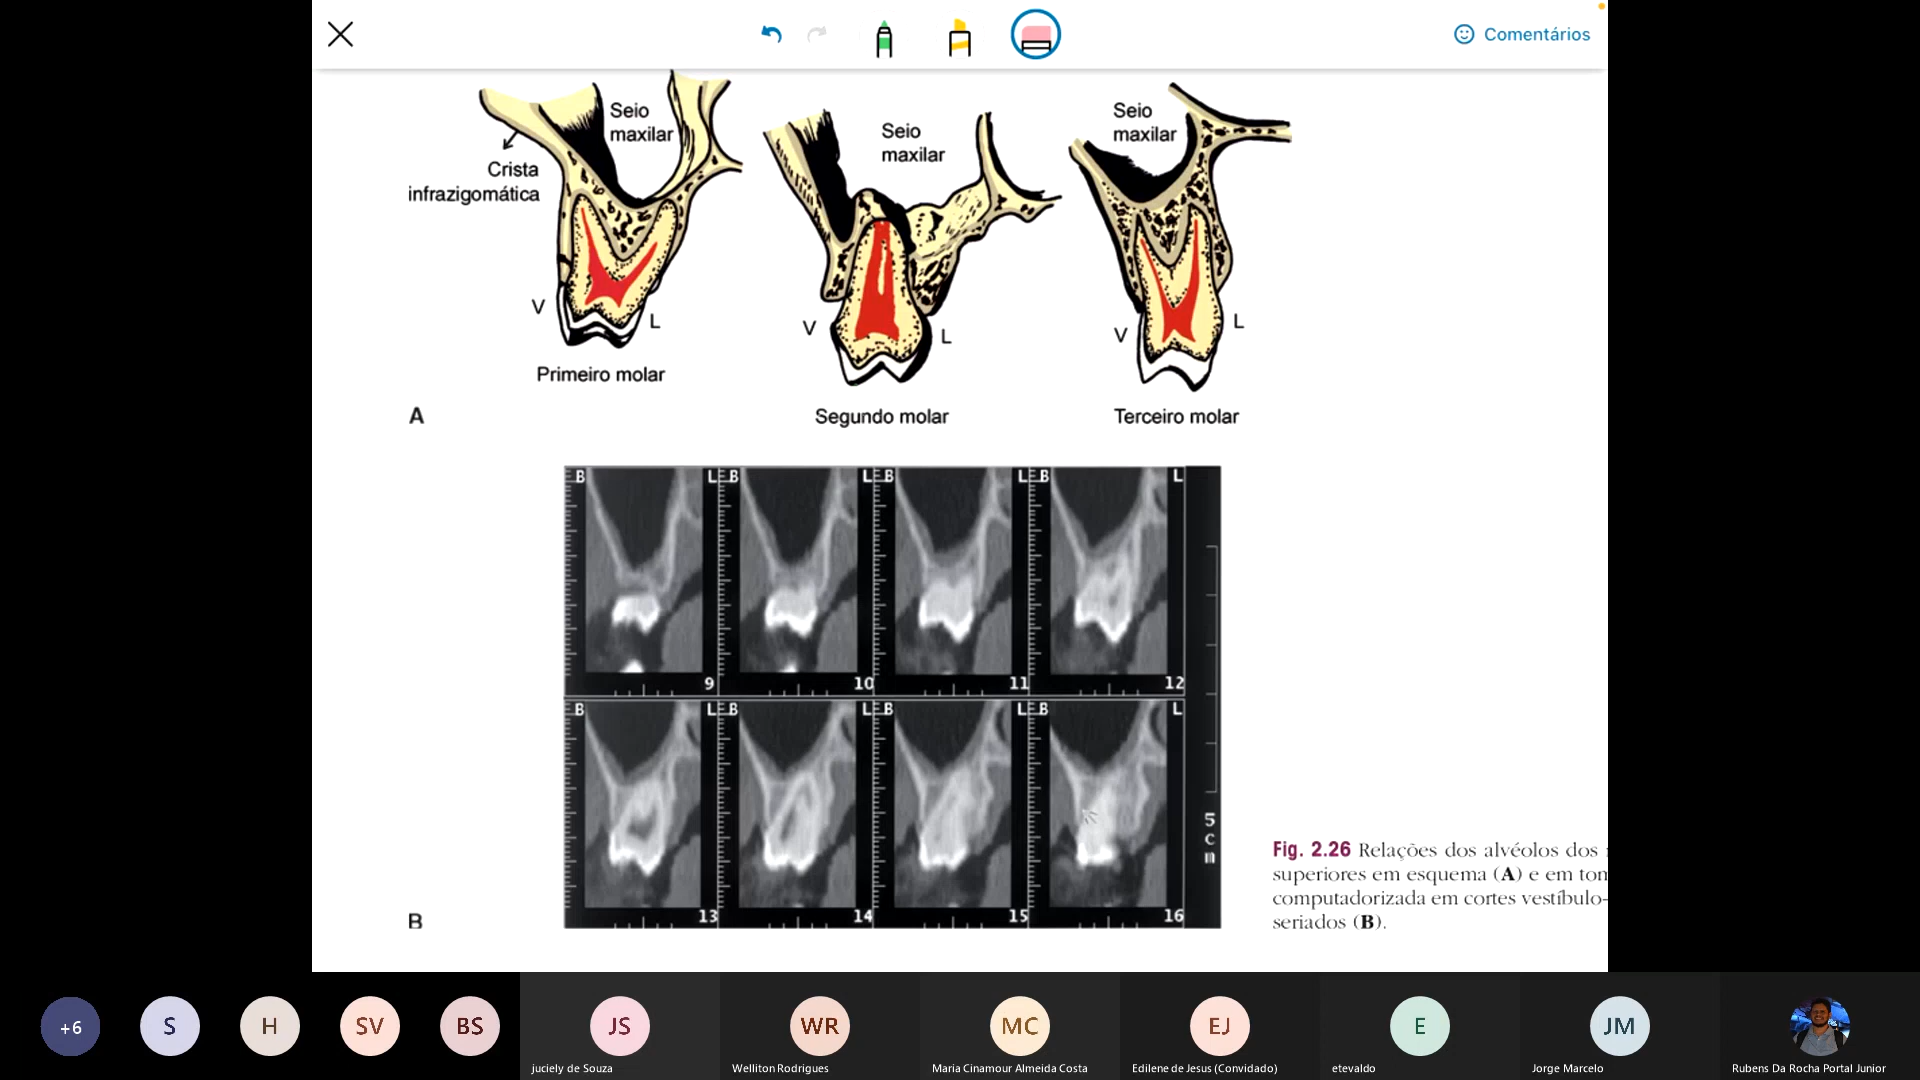 Comentários
Seio
maxilar
Crista
infrazigomática
V
L
Primeiro molar
Seio
maxilar
V
L
Segundo molar
Seio
maxilar
V
L
Terceiro molar
A
B L B L B L B L
9 10 11 12
B L B L B L B L
13 14 15 16
5
c
m
B
Fig. 2.26 Relações dos alvéolos dos
superiores em esquema (A) e em tom
computadorizada em cortes vestíbulo-
seriados (B).
+6
S
H
SV
BS
JS
juciely de Souza
WR
Welliton Rodrigues
MC
Maria Cinamour Almeida Costa
EJ
Edilene de Jesus (Convidado)
E
etevaldo
JM
Jorge Marcelo
Rubens Da Rocha Portal Junior